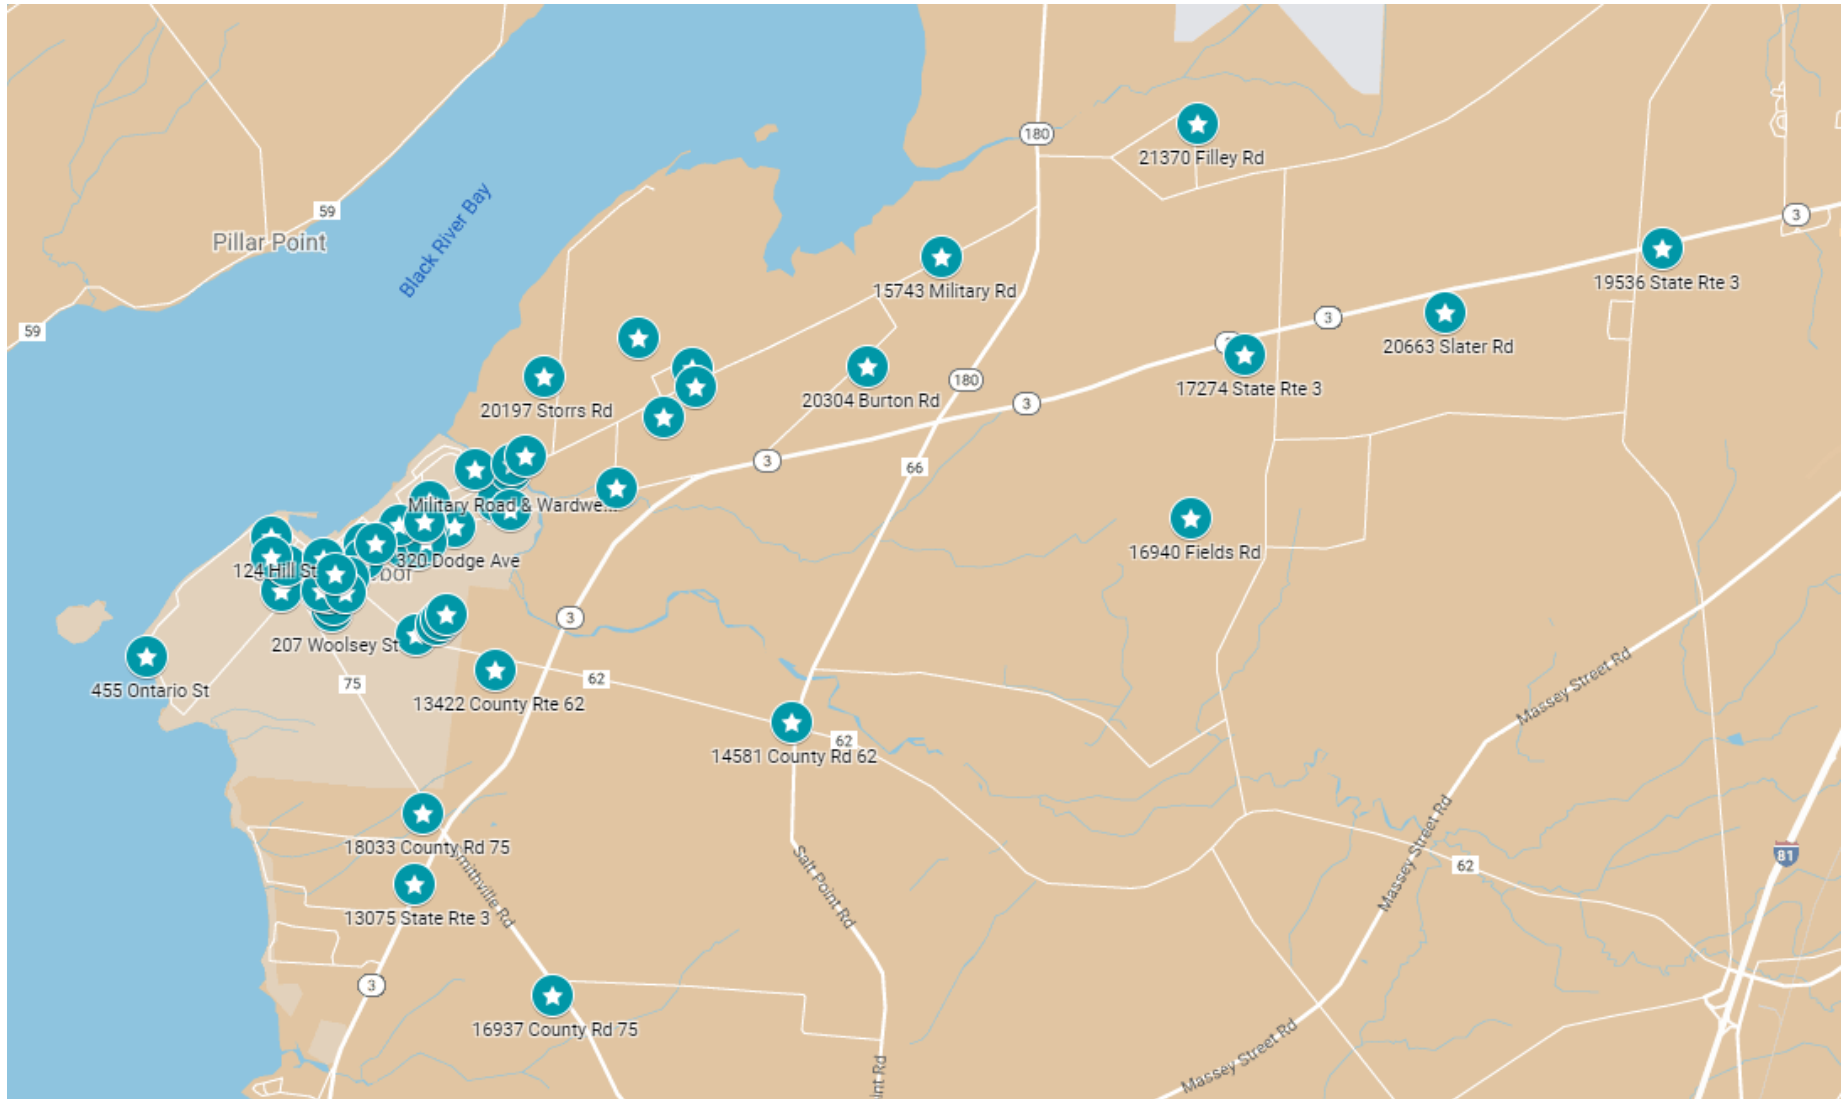 180
21370 Filley Rd
59
3
Pillar Point
Black River Bay
19536 State Rte 3
15743 Military Rd
3
59
20663 Slater Rd
17274 State Rte 3
180
20304 Burton Rd
3
20197 Storrs Rd
3
66
Military Road & Wardwe...
16940 Fields Rd
320 Dodge Ave
124 Hill St
bor
3
207 Woolsey St
62
455 Ontario St
75
13422 County Rte 62
Massey Street Rd
62
14581 County Rd 62
18033 County Rd 75
81
Massey Street Rd
62
Salt Point Rd
mithville Rd
13075 State Rte 3
3
16937 County Rd 75
Massey Street Rd
int Rd